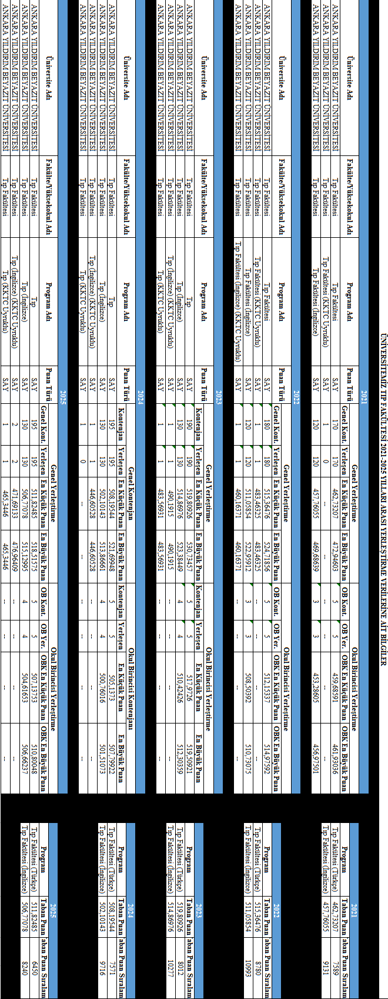 ÜNİVERSİTEMİZ TIP FAKÜLTESİ 2021-2025 YILLARI ARASI YERLEŞTİRME VERİLERİNE AİT BİLGİLER
2021
Genel Yerleştirme Okul Birincisi Yerleştirme
Üniversite Adı Fakülte/Yüksekokul Adı Program Adı Puan Türü Genel Kont. Yerleşen En Küçük Puan En Büyük Puan OB Kont. OB Yer. OBK En Küçük Puan OBK En Büyük Puan
ANKARA YILDIRIM BEYAZIT ÜNİVERSİTESİ Tıp Fakültesi Tıp Fakültesi SAY 170 170 462,73207 472,94603 5 5 459,68591 461,93036
ANKARA YILDIRIM BEYAZIT ÜNİVERSİTESİ Tıp Fakültesi Tıp Fakültesi (KKTC Uyruklu) SAY 1 0 -- -- -- -- -- --
ANKARA YILDIRIM BEYAZIT ÜNİVERSİTESİ Tıp Fakültesi Tıp Fakültesi (İngilizce) SAY 120 120 457,76055 469,68639 3 3 453,28605 456,97501
2021
Program Taban Puan Taban Puan Sıralam
Tıp Fakültesi (Türkçe) 462,73207 7589
Tıp Fakültesi (İngilizce) 457,76055 9131
2022
Genel Yerleştirme Okul Birincisi Yerleştirme
Üniversite Adı Fakülte/Yüksekokul Adı Program Adı Puan Türü Genel Kont. Yerleşen En Küçük Puan En Büyük Puan OB Kont. OB Yer. OBK En Küçük Puan OBK En Büyük Puan
ANKARA YILDIRIM BEYAZIT ÜNİVERSİTESİ Tıp Fakültesi Tıp Fakültesi SAY 180 180 515,36476 524,71856 5 5 512,15337 514,97592
ANKARA YILDIRIM BEYAZIT ÜNİVERSİTESİ Tıp Fakültesi Tıp Fakültesi (KKTC Uyruklu) SAY 1 1 483,46325 483,46325 -- -- -- --
ANKARA YILDIRIM BEYAZIT ÜNİVERSİTESİ Tıp Fakültesi Tıp Fakültesi (İngilizce) SAY 120 120 511,05854 522,95912 3 3 508,50392 510,73075
ANKARA YILDIRIM BEYAZIT ÜNİVERSİTESİ Tıp Fakültesi Tıp Fakültesi (İngilizce) (KKTC Uyruklu) SAY 1 1 460,16371 460,16371 -- -- -- --
2022
Program Taban Puan Taban Puan Sıralam
Tıp Fakültesi (Türkçe) 515,36476 8780
Tıp Fakültesi (İngilizce) 511,05854 10993
2023
Genel Yerleştirme Okul Birincisi Yerleştirme
Üniversite Adı Fakülte/Yüksekokul Adı Program Adı Puan Türü Kontenjan Yerleşen En Küçük Puan En Büyük Puan Kontenjan Yerleşen En Küçük Puan En Büyük Puan
ANKARA YILDIRIM BEYAZIT ÜNİVERSİTESİ Tıp Fakültesi Tıp SAY 190 190 519,80926 530,73457 5 5 517,9726 519,50921
ANKARA YILDIRIM BEYAZIT ÜNİVERSİTESİ Tıp Fakültesi Tıp (İngilizce) SAY 130 130 514,86976 523,38449 4 4 510,42426 512,30359
ANKARA YILDIRIM BEYAZIT ÜNİVERSİTESİ Tıp Fakültesi Tıp (İngilizce) (KKTC Uyruklu) SAY 1 1 490,1915 490,1915 -- -- -- --
ANKARA YILDIRIM BEYAZIT ÜNİVERSİTESİ Tıp Fakültesi Tıp (KKTC Uyruklu) SAY 1 1 483,56931 483,56931 -- -- -- --
2023
Program Taban Puan Taban Puan Sıralam
Tıp Fakültesi (Türkçe) 519,80926 8012
Tıp Fakültesi (İngilizce) 514,86976 10277
2024
Genel Kontenjan Okul Birincisi Kontenjanı
Üniversite Adı Fakülte/Yüksekokul Adı Program Adı Puan Türü Kontenjan Yerleşen En Küçük Puan En Büyük Puan Kontenjan Yerleşen En Küçük Puan En Büyük Puan
ANKARA YILDIRIM BEYAZIT ÜNİVERSİTESİ Tıp Fakültesi Tıp SAY 195 195 508,19544 521,69948 5 5 505,1373 507,79922
ANKARA YILDIRIM BEYAZIT ÜNİVERSİTESİ Tıp Fakültesi Tıp (İngilizce) SAY 130 130 502,10143 513,86661 4 4 500,76016 501,51073
ANKARA YILDIRIM BEYAZIT ÜNİVERSİTESİ Tıp Fakültesi Tıp (İngilizce) (KKTC Uyruklu) SAY 1 1 446,60528 446,60528 -- -- -- --
ANKARA YILDIRIM BEYAZIT ÜNİVERSİTESİ Tıp Fakültesi Tıp (KKTC Uyruklu) SAY 1 0 -- -- -- -- -- --
2024
Program Taban Puan Taban Puan Sıralam
Tıp Fakültesi (Türkçe) 508,19544 7571
Tıp Fakültesi (İngilizce) 502,10143 9716
2025
Genel Yerleştirme Okul Birincisi Yerleştirme
Üniversite Adı Fakülte/Yüksekokul Adı Program Adı Puan Türü Genel Kont. Yerleşen En Küçük Puan En Büyük Puan OB Kont. OB Yer. OBK En Küçük Puan OBK En Büyük Puan
ANKARA YILDIRIM BEYAZIT ÜNİVERSİTESİ Tıp Fakültesi Tıp SAY 195 195 511,82485 518,51575 5 5 507,13753 510,80048
ANKARA YILDIRIM BEYAZIT ÜNİVERSİTESİ Tıp Fakültesi Tıp (İngilizce) SAY 130 130 506,77078 515,12995 4 4 504,61653 506,66237
ANKARA YILDIRIM BEYAZIT ÜNİVERSİTESİ Tıp Fakültesi Tıp (İngilizce) (KKTC Uyruklu) SAY 2 2 471,69133 476,96409 -- -- -- --
ANKARA YILDIRIM BEYAZIT ÜNİVERSİTESİ Tıp Fakültesi Tıp (KKTC Uyruklu) SAY 1 1 465,3446 465,3446 -- -- -- --
2025
Program Taban Puan Taban Puan Sıralam
Tıp Fakültesi (Türkçe) 511,82485 6450
Tıp Fakültesi (İngilizce) 506,77078 8240